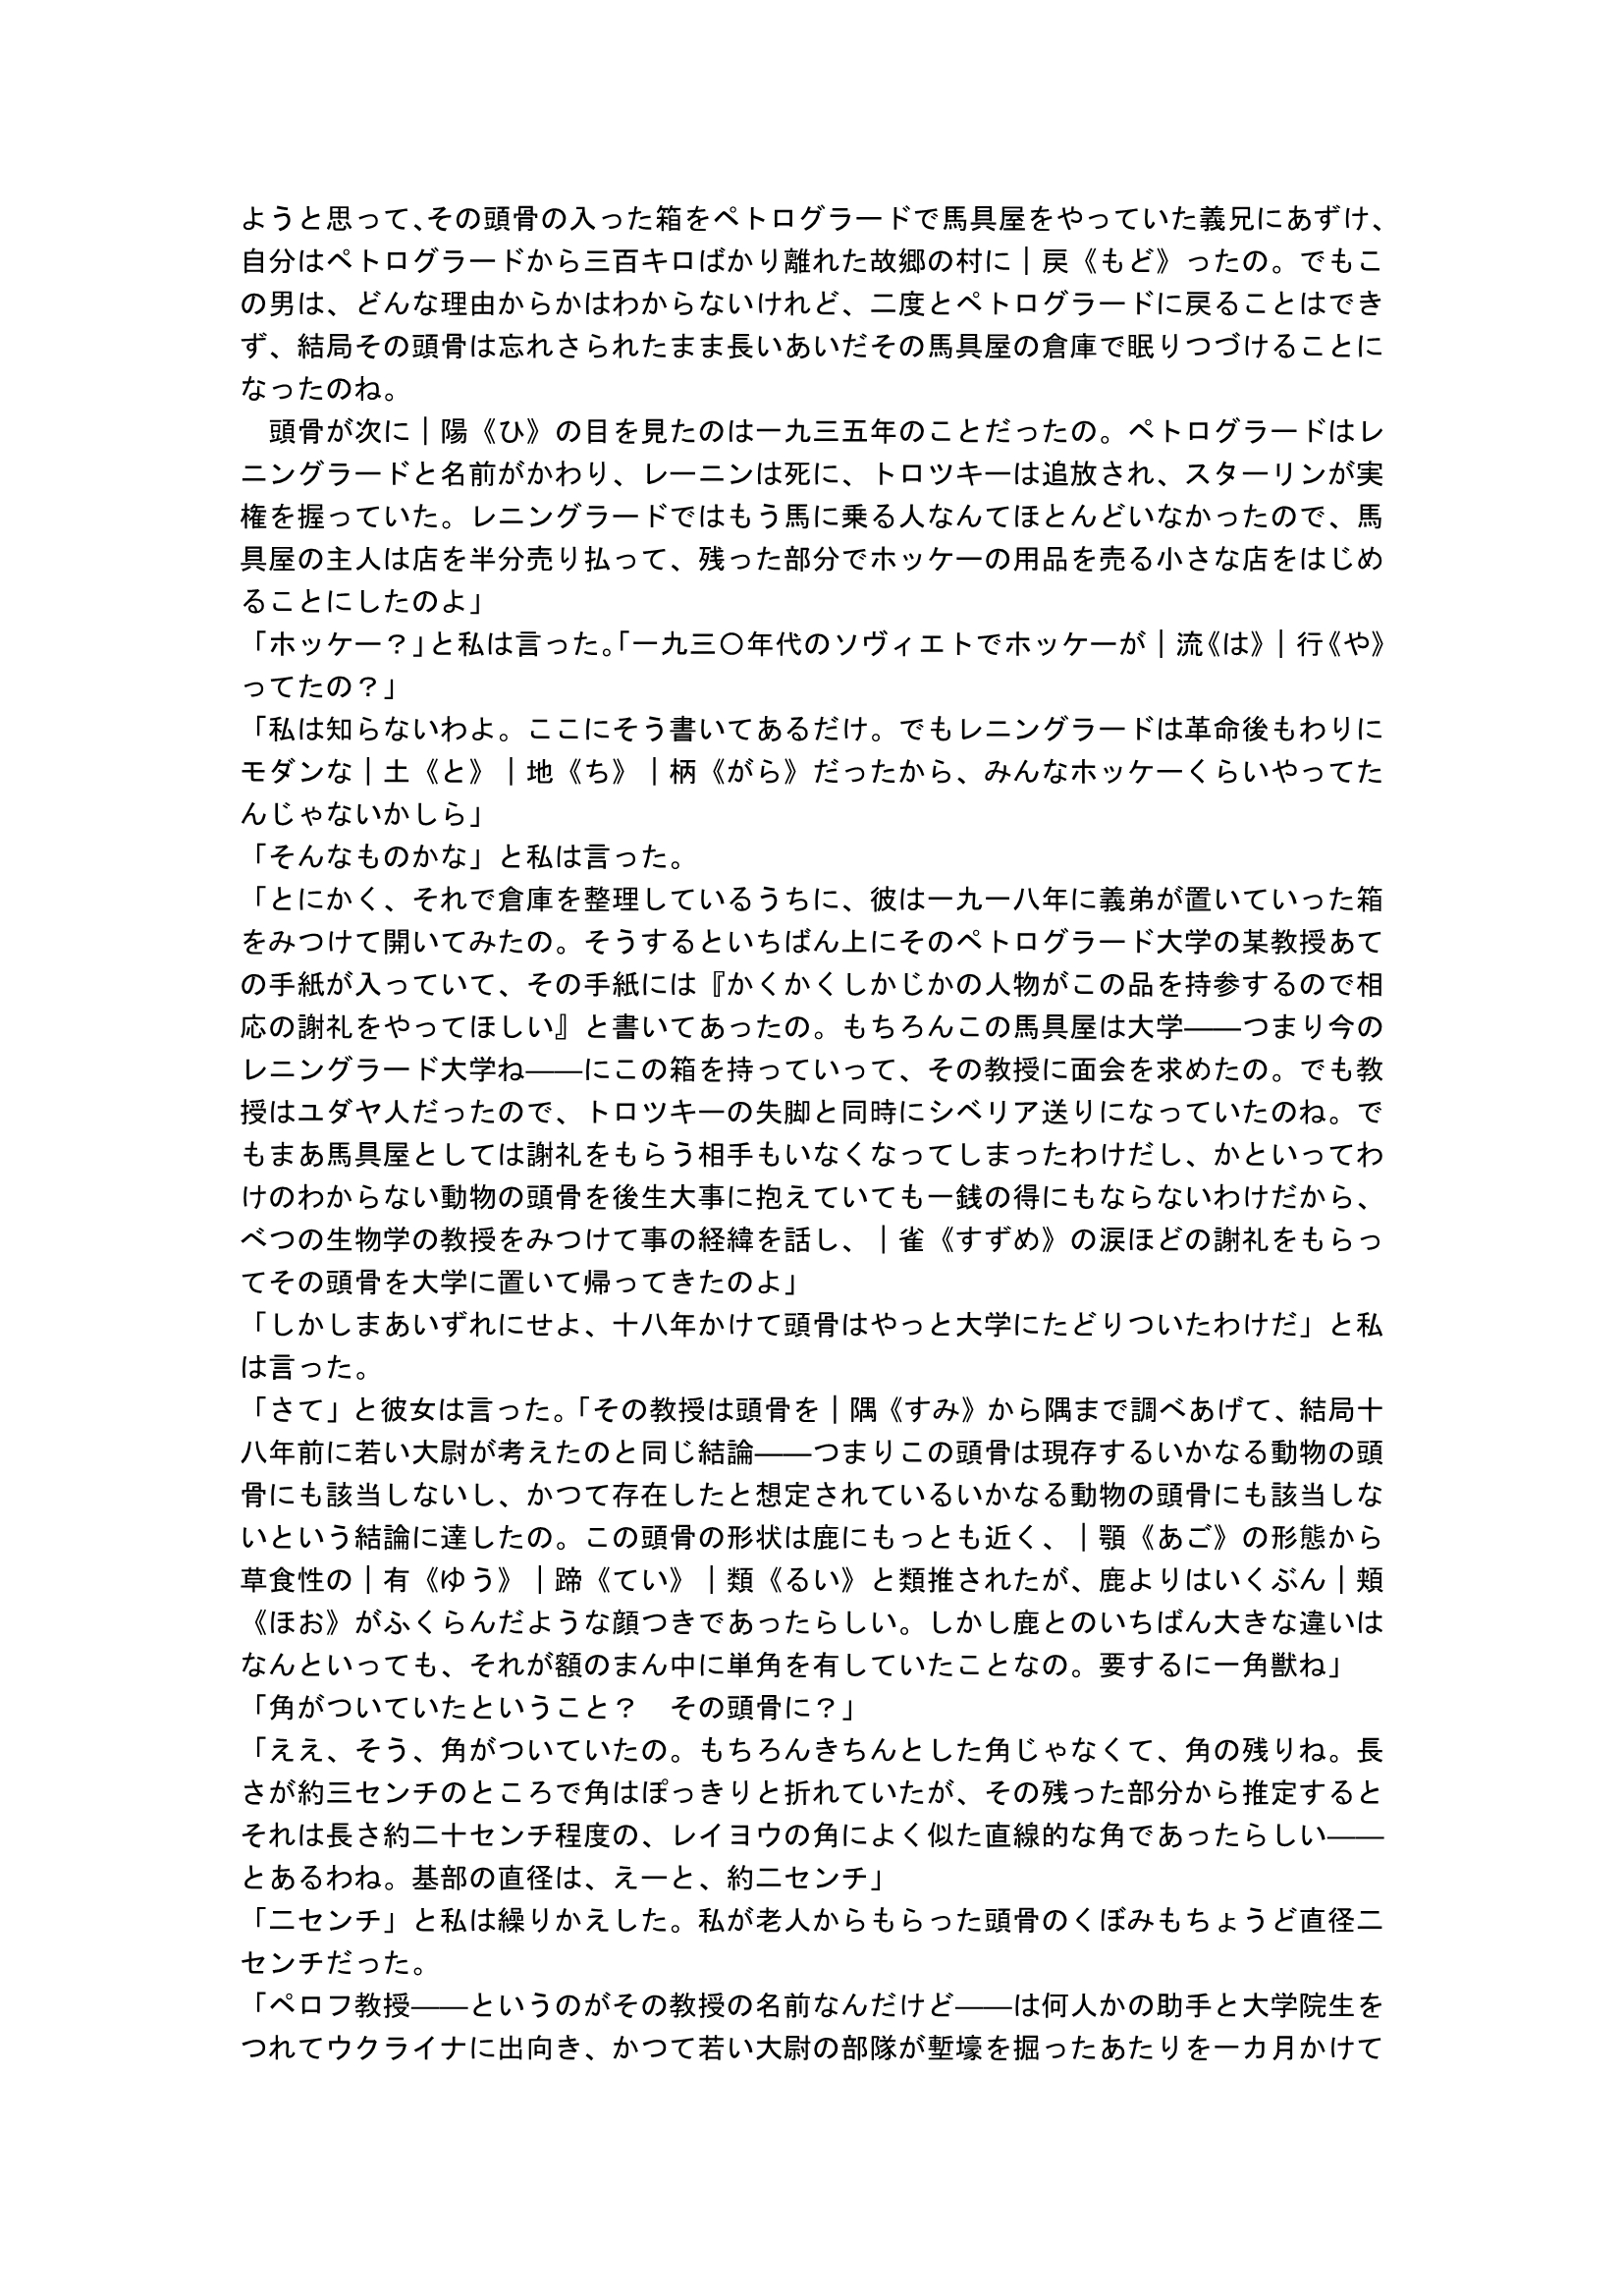 ようと思って、その頭骨の入った箱をペトログラードで馬具屋をやっていた義兄にあずけ、
自分はペトログラードから三百キロばかり離れた故郷の村に｜戻《もど》ったの。でもこ
の男は、どんな理由からかはわからないけれど、二度とペトログラードに戻ることはでき
ず、結局その頭骨は忘れさられたまま長いあいだその馬具屋の倉庫で眠りつづけることに
なったのね。
　頭骨が次に｜陽《ひ》の目を見たのは一九三五年のことだったの。ペトログラードはレ
ニングラードと名前がかわり、レーニンは死に、トロツキーは追放され、スターリンが実
権を握っていた。レニングラードではもう馬に乗る人なんてほとんどいなかったので、馬
具屋の主人は店を半分売り払って、残った部分でホッケーの用品を売る小さな店をはじめ
ることにしたのよ」
「ホッケー？」と私は言った。「一九三〇年代のソヴィエトでホッケーが｜流《は》｜行《や》
ってたの？」
「私は知らないわよ。ここにそう書いてあるだけ。でもレニングラードは革命後もわりに
モダンな｜土《と》｜地《ち》｜柄《がら》だったから、みんなホッケーくらいやってた
んじゃないかしら」
「そんなものかな」と私は言った。
「とにかく、それで倉庫を整理しているうちに、彼は一九一八年に義弟が置いていった箱
をみつけて開いてみたの。そうするといちばん上にそのペトログラード大学の某教授あて
の手紙が入っていて、その手紙には『かくかくしかじかの人物がこの品を持参するので相
応の謝礼をやってほしい』と書いてあったの。もちろんこの馬具屋は大学――つまり今の
レニングラード大学ね――にこの箱を持っていって、その教授に面会を求めたの。でも教
授はユダヤ人だったので、トロツキーの失脚と同時にシベリア送りになっていたのね。で
もまあ馬具屋としては謝礼をもらう相手もいなくなってしまったわけだし、かといってわ
けのわからない動物の頭骨を後生大事に抱えていても一銭の得にもならないわけだから、
べつの生物学の教授をみつけて事の経緯を話し、｜雀《すずめ》の涙ほどの謝礼をもらっ
てその頭骨を大学に置いて帰ってきたのよ」
「しかしまあいずれにせよ、十八年かけて頭骨はやっと大学にたどりついたわけだ」と私
は言った。
「さて」と彼女は言った。「その教授は頭骨を｜隅《すみ》から隅まで調べあげて、結局十
八年前に若い大尉が考えたのと同じ結論――つまりこの頭骨は現存するいかなる動物の頭
骨にも該当しないし、かつて存在したと想定されているいかなる動物の頭骨にも該当しな
いという結論に達したの。この頭骨の形状は鹿にもっとも近く、｜顎《あご》の形態から
草食性の｜有《ゆう》｜蹄《てい》｜類《るい》と類推されたが、鹿よりはいくぶん｜頬
《ほお》がふくらんだような顔つきであったらしい。しかし鹿とのいちばん大きな違いは
なんといっても、それが額のまん中に単角を有していたことなの。要するに一角獣ね」
「角がついていたということ？　その頭骨に？」
「ええ、そう、角がついていたの。もちろんきちんとした角じゃなくて、角の残りね。長
さが約三センチのところで角はぽっきりと折れていたが、その残った部分から推定すると
それは長さ約二十センチ程度の、レイヨウの角によく似た直線的な角であったらしい――
とあるわね。基部の直径は、えーと、約二センチ」
「二センチ」と私は繰りかえした。私が老人からもらった頭骨のくぼみもちょうど直径二
センチだった。
「ペロフ教授――というのがその教授の名前なんだけど――は何人かの助手と大学院生を
つれてウクライナに出向き、かつて若い大尉の部隊が塹壕を掘ったあたりを一カ月かけて